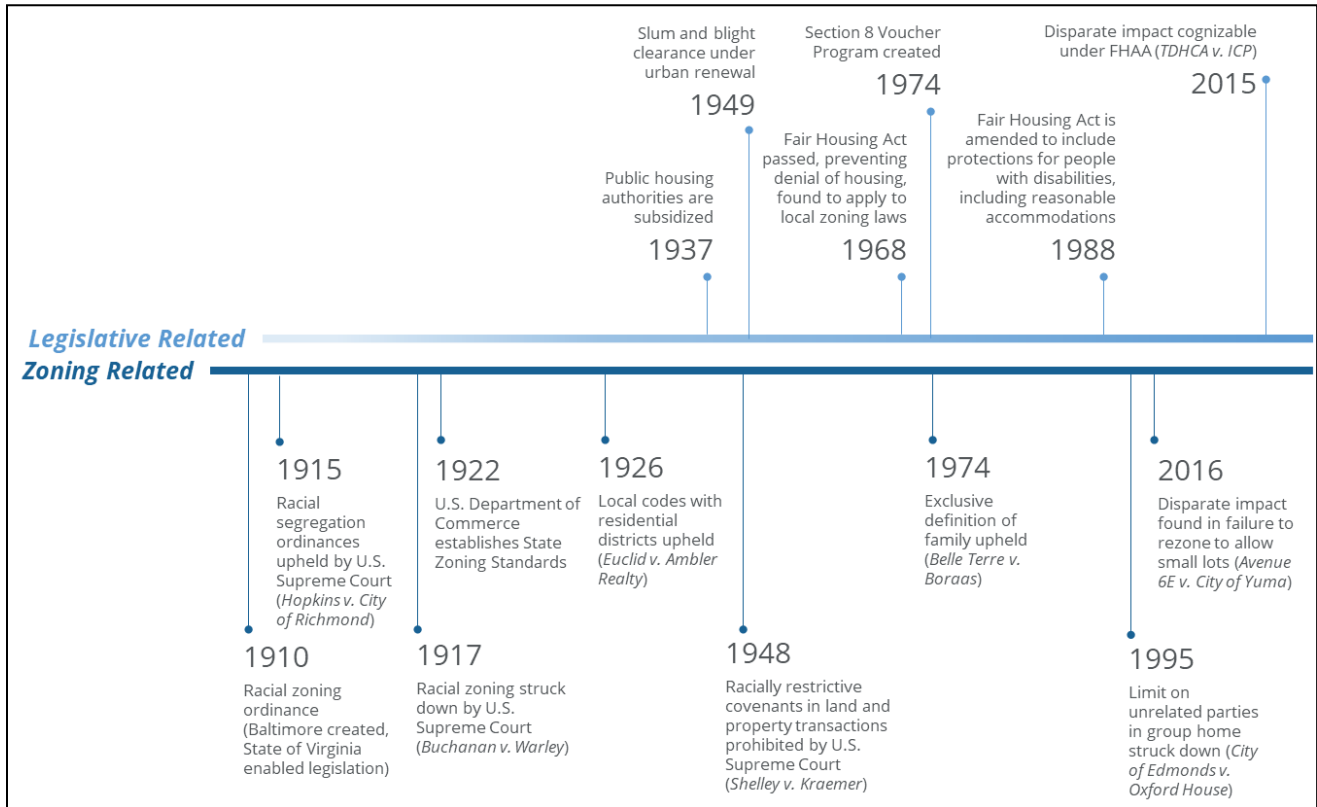 Slum and blight
clearance under
urban renewal
1949
Section 8 Voucher
Program created
1974
Disparate impact cognizable
under FHAA (TDHCA v. ICP)
2015
Public housing
authorities are
subsidized
1937
Fair Housing Act
passed, preventing
denial of housing,
found to apply to
local zoning laws
1968
Fair Housing Act is
amended to include
protections for people
with disabilities,
including reasonable
accommodations
1988
Legislative Related
Zoning Related
1915
Racial
segregation
ordinances
upheld by U.S.
Supreme Court
(Hopkins v. City
of Richmond)
1922
U.S. Department of
Commerce
establishes State
Zoning Standards
1926
Local codes with
residential
districts upheld
(Euclid v. Ambler
Realty)
1974
Exclusive
definition of
family upheld
(Belle Terre v.
Boraas)
2016
Disparate impact
found in failure to
rezone to allow
small lots (Avenue
6E v. City of Yuma)
1910
Racial zoning
ordinance
(Baltimore created,
State of Virginia
enabled legislation)
1917
Racial zoning struck
down by U.S.
Supreme Court
(Buchanan v. Warley)
1948
Racially restrictive
covenants in land and
property transactions
prohibited by U.S.
Supreme Court
(Shelley v. Kraemer)
1995
Limit on
unrelated parties
in group home
struck down (City
of Edmonds v.
Oxford House)